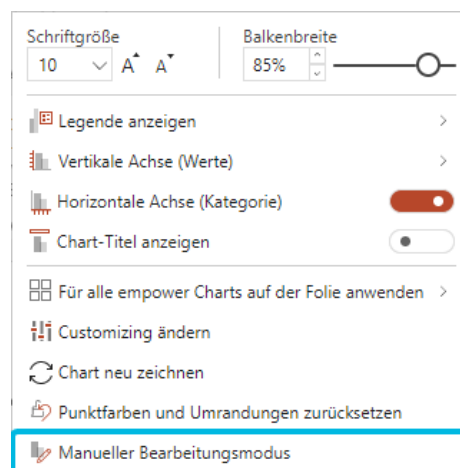 Schriftgröße Balkenbreite
10 A A 85%
Legende anzeigen
Vertikale Achse (Werte)
Horizontale Achse (Kategorie)
Chart-Titel anzeigen
Für alle empower Charts auf der Folie anwenden
Customizing ändern
Chart neu zeichnen
Punktfarben und Umrandungen zurücksetzen
Manueller Bearbeitungsmodus